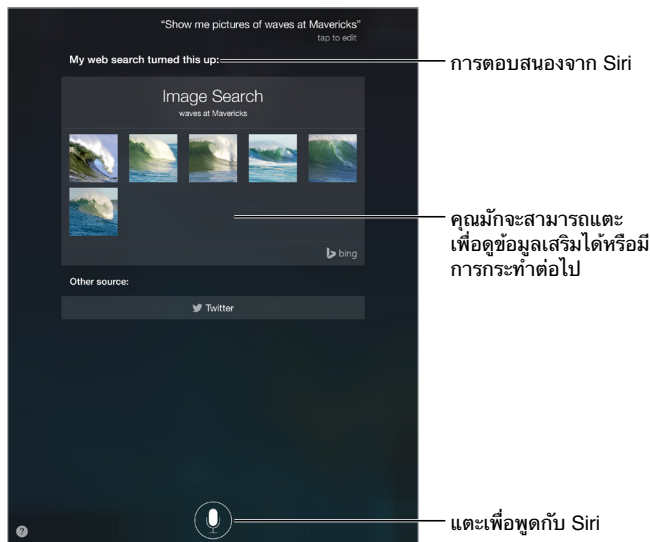 “Show me pictures of waves at Mavericks”
tap to edit
My web search turned this up:
การตอบสนองจาก Siri
Image Search
waves at Mavericks
คุณมักจะสามารถแตะ
เพื่อดูข้อมูลเสริมได้หรือมี
การกระทำต่อไป
bing
Other source:
Twitter
แตะเพื่อพูดกับ Siri
?